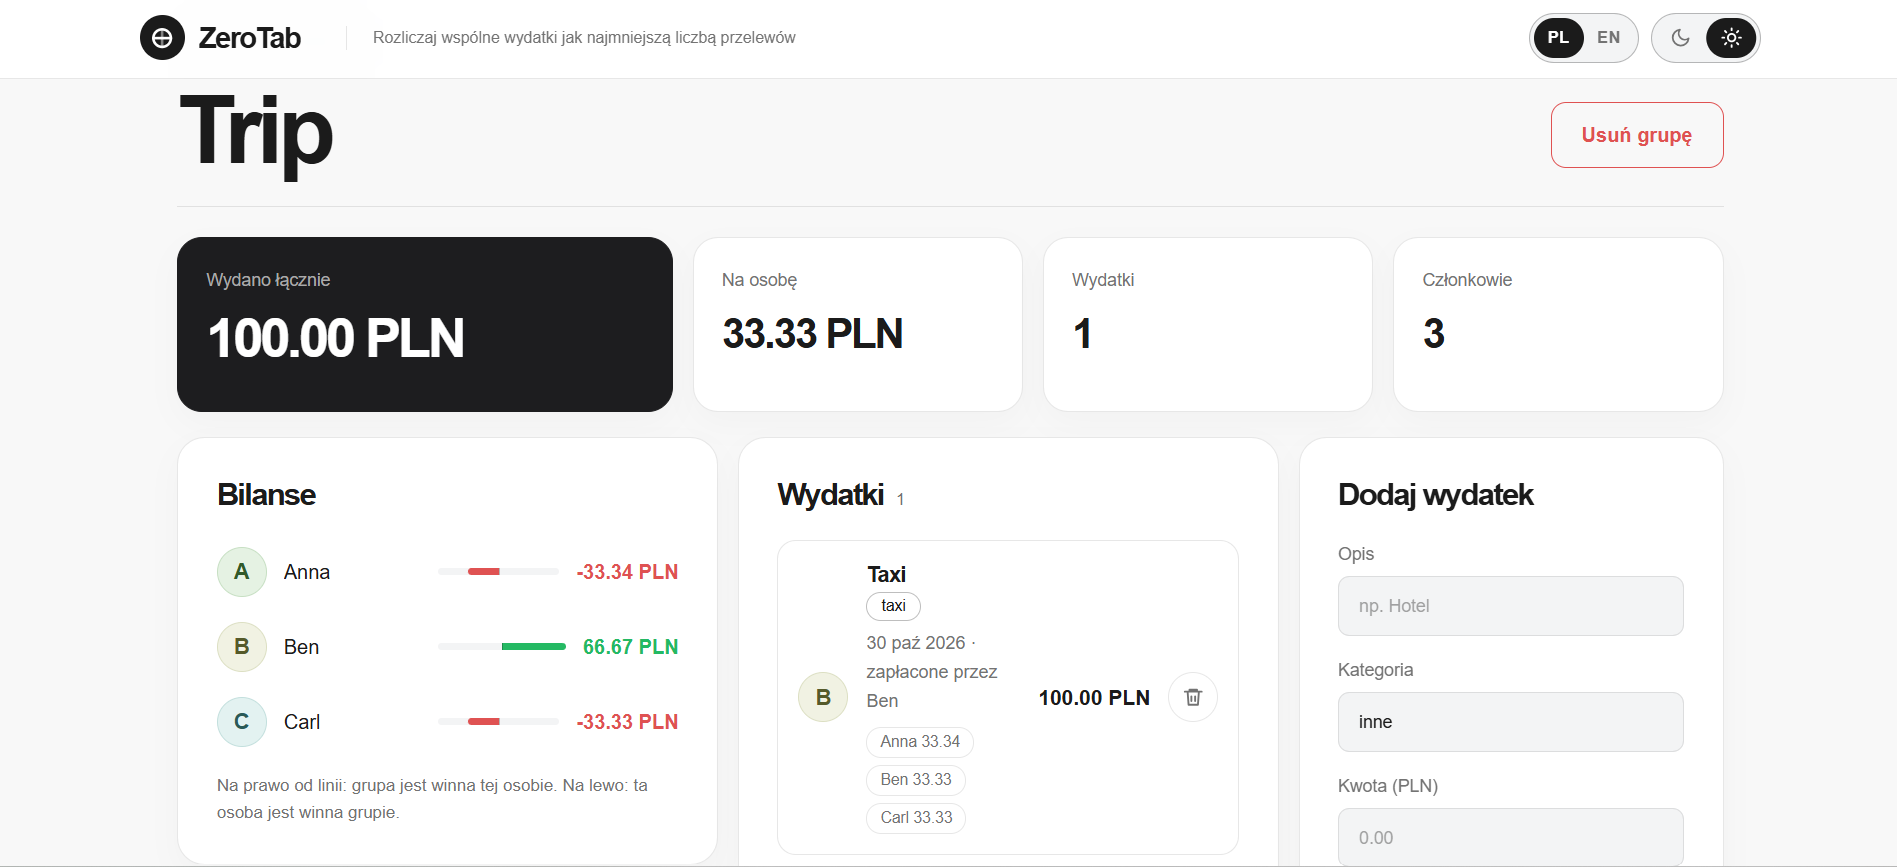 ZeroTab
Rozliczaj wspólne wydatki jak najmniejszą liczbą przelewów
PL EN
Trip
Usuń grupę
Wydano łącznie
100.00 PLN
Na osobę
33.33 PLN
Wydatki
1
Członkowie
3
Bilanse
A Anna -33.34 PLN
B Ben 66.67 PLN
C Carl -33.33 PLN
Na prawo od linii: grupa jest winna tej osobie. Na lewo: ta
osoba jest winna grupie.
Wydatki 1
Taxi
taxi
30 paź 2026 ·
zapłacone przez
Ben
B
100.00 PLN
Anna 33.34
Ben 33.33
Carl 33.33
Dodaj wydatek
Opis
np. Hotel
Kategoria
inne
Kwota (PLN)
0.00